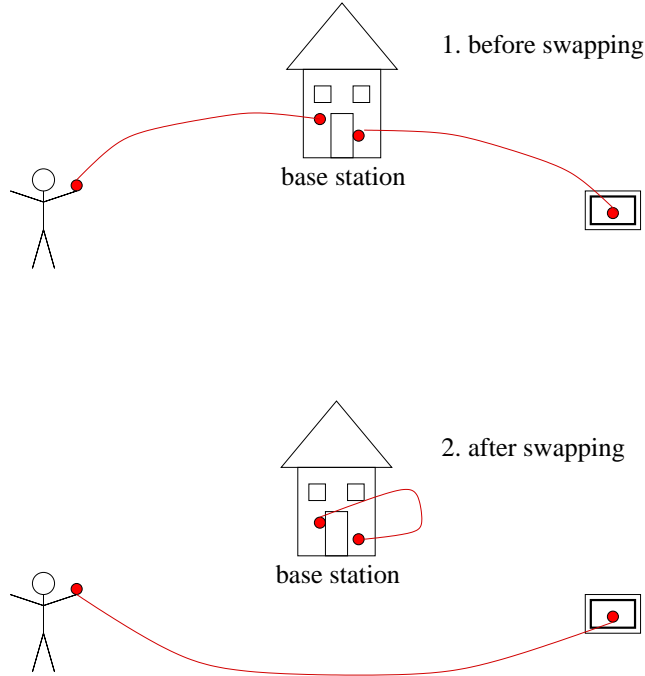 1. before swapping
base station
2. after swapping
base station